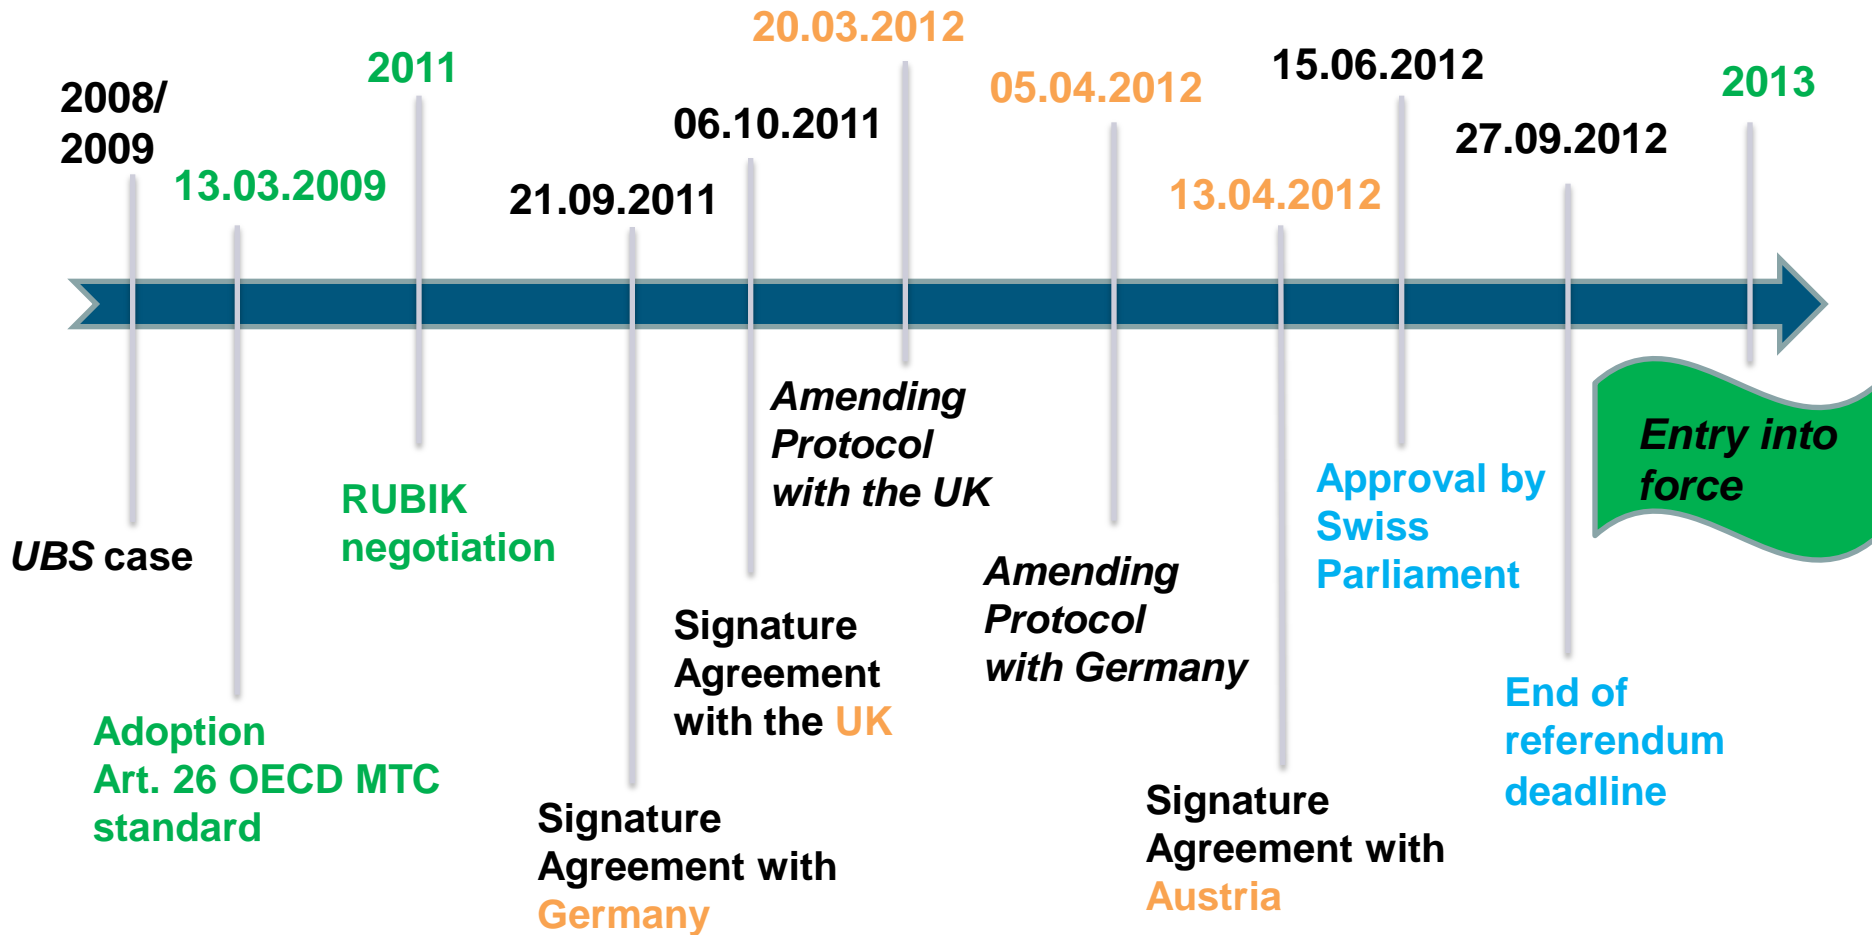 2008/
2009
13.03.2009
2011
21.09.2011
06.10.2011
20.03.2012
05.04.2012
13.04.2012
15.06.2012
27.09.2012
2013
UBS case
Adoption
Art. 26 OECD MTC
standard
RUBIK
negotiation
Signature
Agreement with
Germany
Signature
Agreement
with the UK
Amending
Protocol
with the UK
Amending
Protocol
with Germany
Signature
Agreement with
Austria
Approval by
Swiss
Parliament
End of
referendum
deadline
Entry into
force